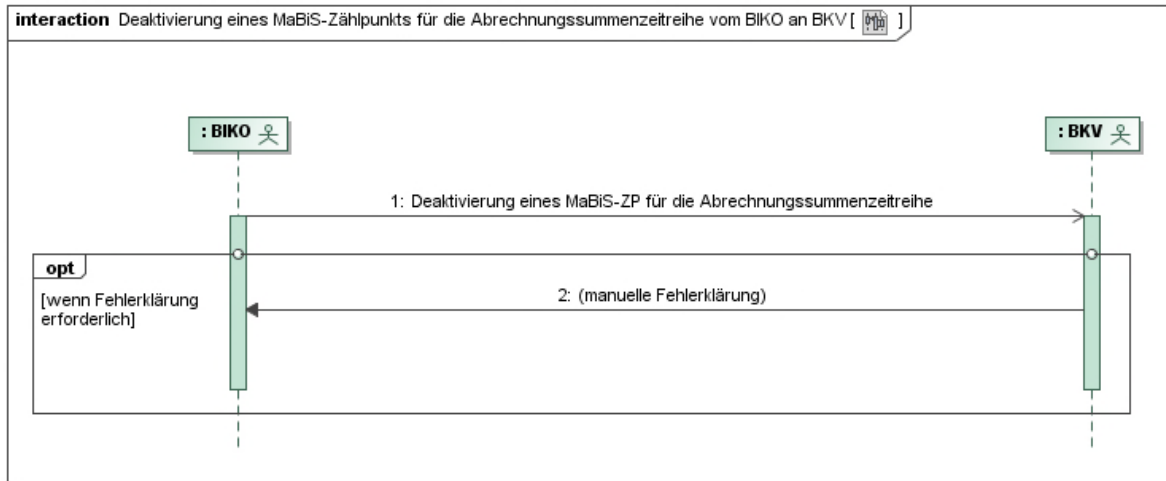 interaction Deaktivierung eines MaBiS-Zählpunkts für die Abrechnungssummenzeitreihe vom BIKO an BKV [ ]
: BIKO
: BKV
1: Deaktivierung eines MaBiS-ZP für die Abrechnungssummenzeitreihe
opt
[wenn Fehlerklärung
erforderlich]
2: (manuelle Fehlerklärung)